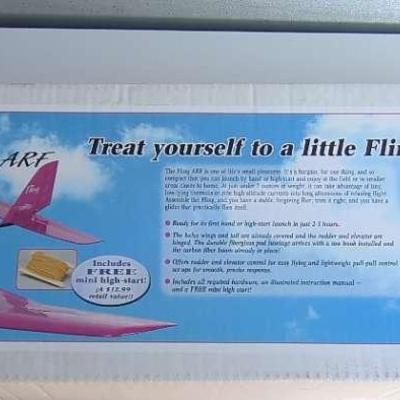 ARF
Treat yourself to a little Flin
The Fling ARF is one of life's small pleasures. It's a bargain, for one thing, and so
compact that you can launch by hand or high-start and enjoy at the field or in smaller
areas closer to home. At just under 7 ounces of weight, it can take advantage of tiny,
low-lying thermals or ride high altitude currents into long afternoons of relaxing flight.
Assemble the Fling, and you have a stable, forgiving flier; trim it right, and you have a
glider that practically flies itself.
Fling
Ready for its first hand or high-start launch in just 2-3 hours.
The balsa wings and tail are already covered and the rudder and elevator are
hinged. The durable fiberglass pod fuselage arrives with a tow hook installed and
the carbon fiber boom already in place!
Offers rudder and elevator control for easy flying and lightweight pull-pull control
set ups for smooth, precise response.
Includes all required hardware, an illustrated instruction manual —
and a FREE mini high start!
Includes
FREE
mini high-start!
(A $12.99
retail value!)